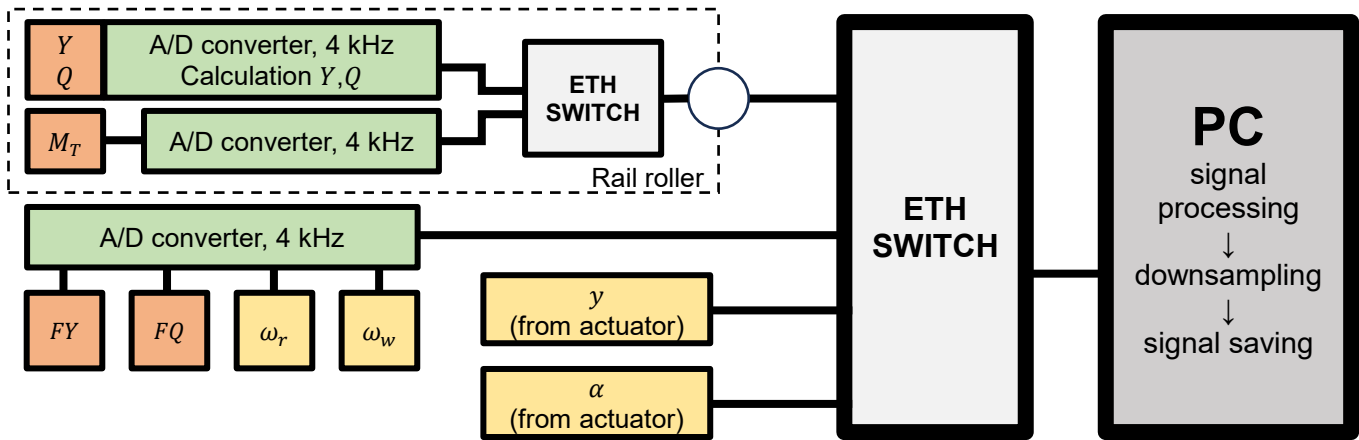 Y
Q
A/D converter, 4 kHz
Calculation Y,Q
M_T
A/D converter, 4 kHz
ETH
SWITCH
Rail roller
A/D converter, 4 kHz
FY
FQ
ω_r
ω_w
y
(from actuator)
α
(from actuator)
ETH
SWITCH
PC
signal
processing
↓
downsampling
↓
signal saving